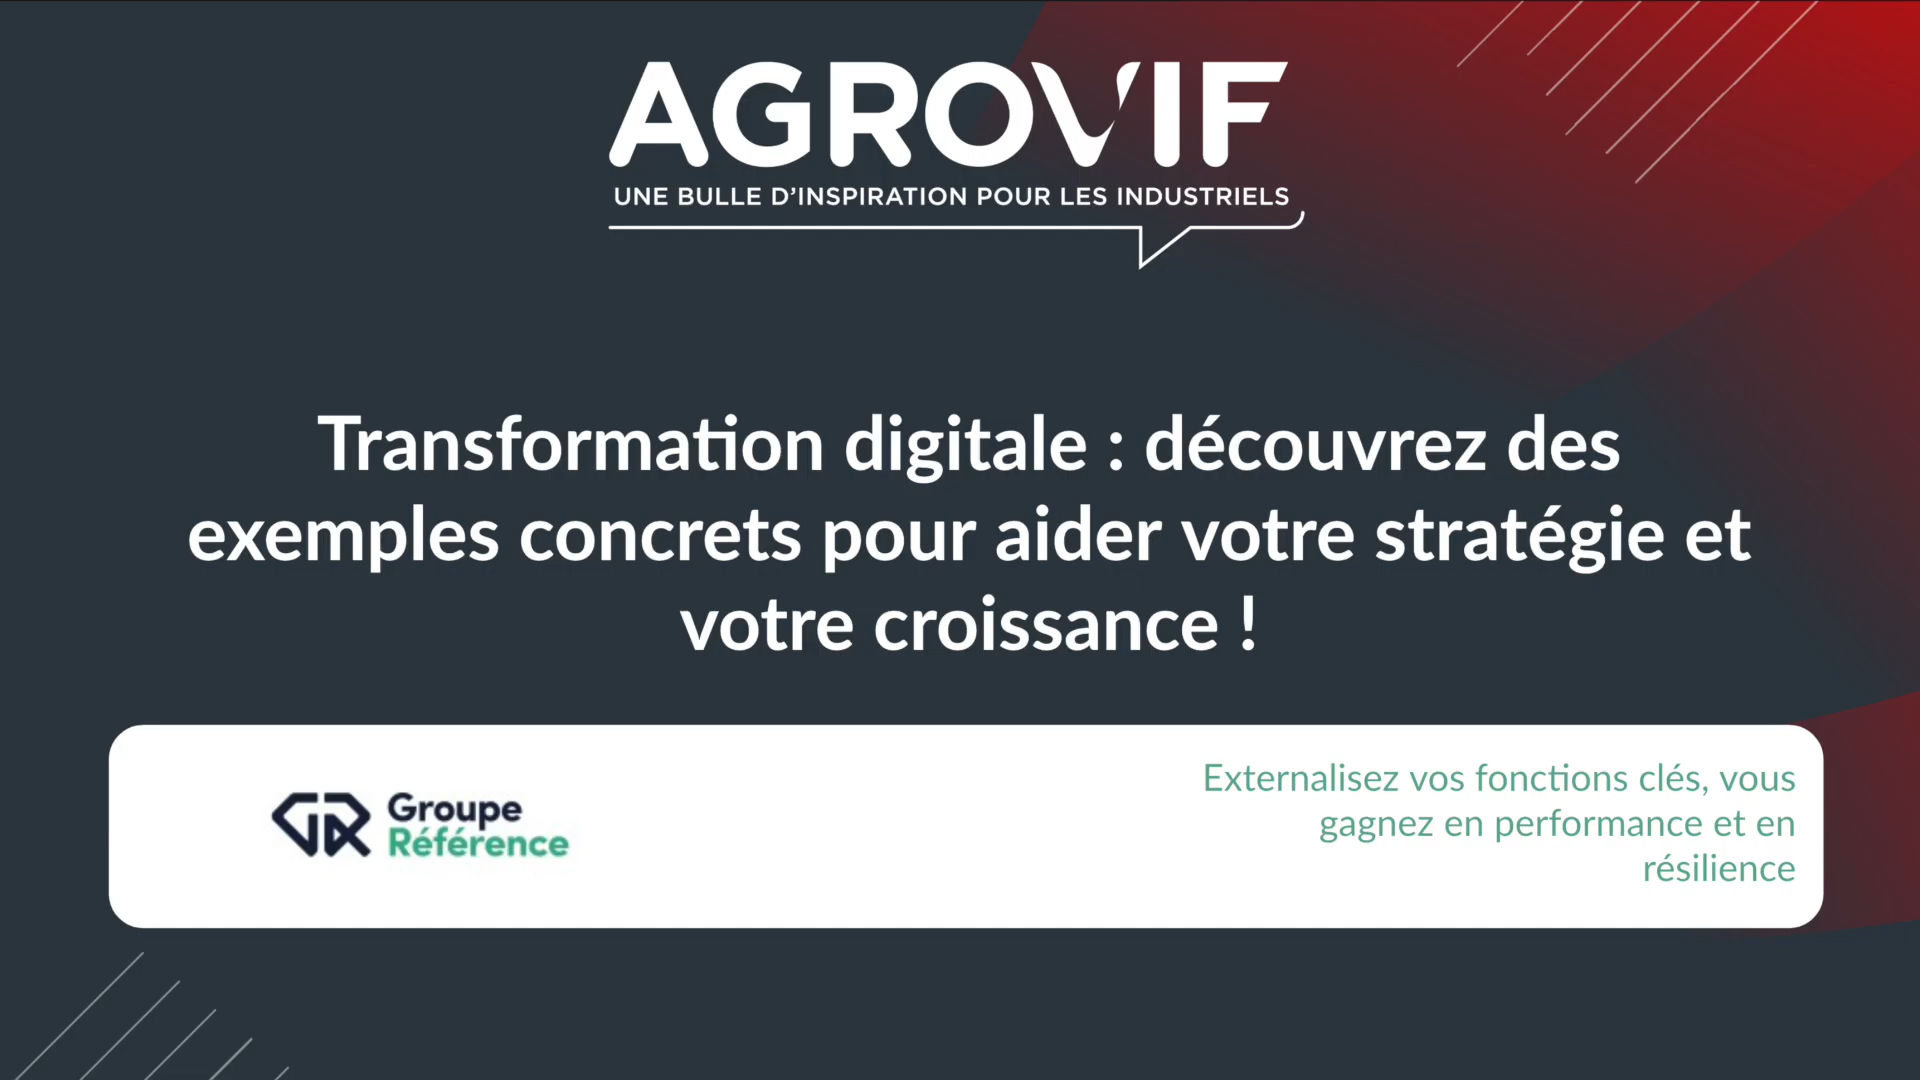 AGROVIF
UNE BULLE D’INSPIRATION POUR LES INDUSTRIELS
Transformation digitale : découvrez des
exemples concrets pour aider votre stratégie et
votre croissance !
Groupe
Référence
Externalisez vos fonctions clés, vous
gagnez en performance et en
résilience